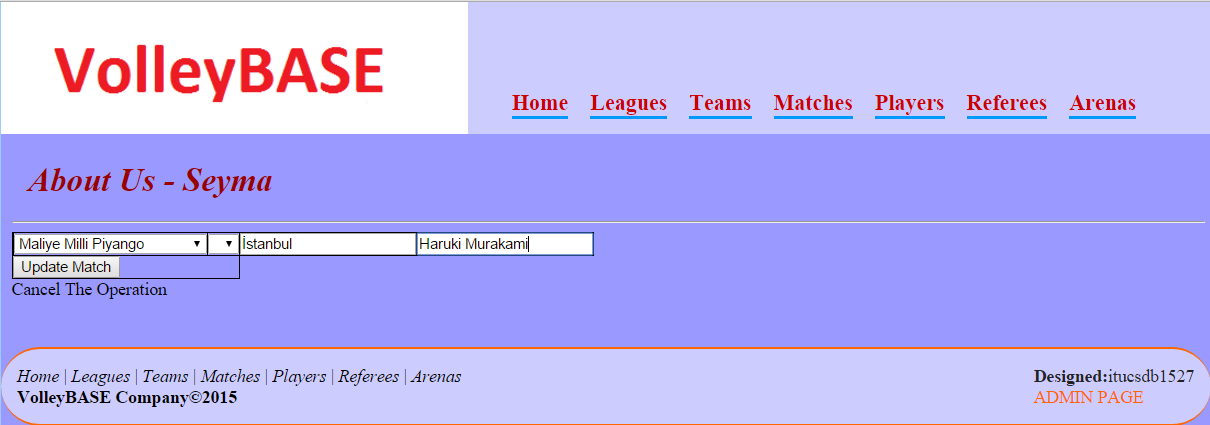 VolleyBASE
Home Leagues Teams Matches Players Referees Arenas
About Us - Seyma
Maliye Milli Piyango İstanbul Haruki Murakami
Update Match
Cancel The Operation
Home | Leagues | Teams | Matches | Players | Referees | Arenas
Designed:itucsdb1527
VolleyBASE Company©2015
ADMIN PAGE